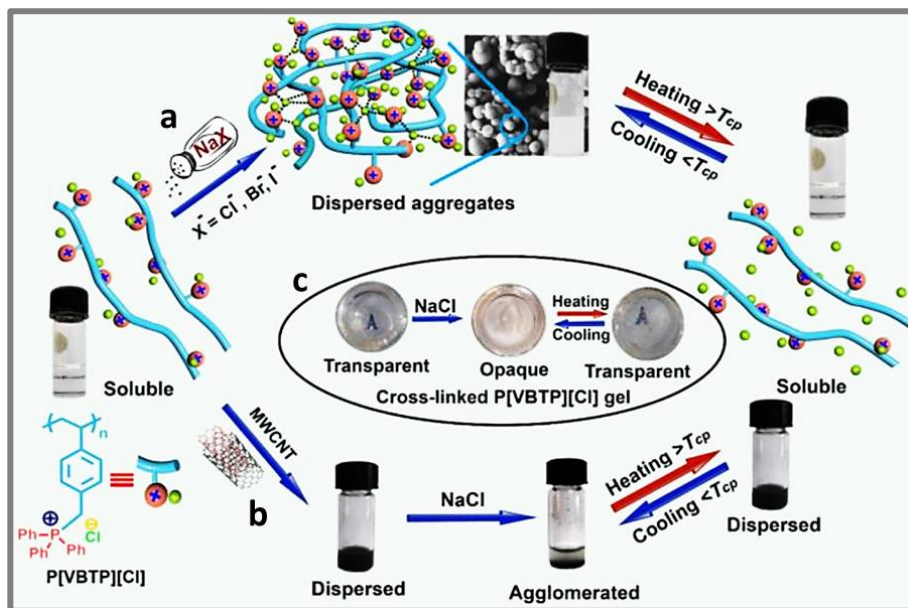 a
NaX
X⁻ = Cl⁻, Br⁻, I⁻
Dispersed aggregates
Heating >Tcp
Cooling <Tcp
Soluble
Soluble
c
A
NaCl
Heating
Cooling
A
Transparent
Opaque
Transparent
Cross-linked P[VBTP][Cl] gel
n
Ph
P
Cl
Ph
Ph
P[VBTP][Cl]
MWCNT
b
NaCl
Heating >Tcp
Cooling <Tcp
Dispersed
Agglomerated
Dispersed